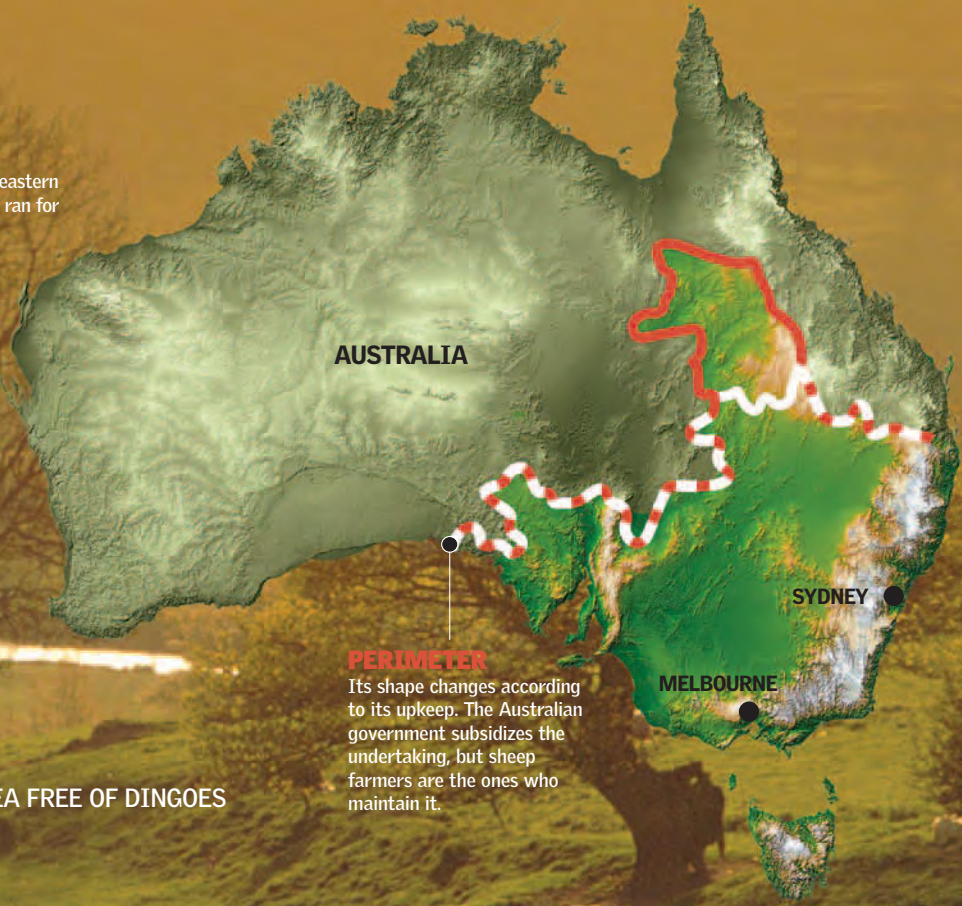 eastern
ran for
AUSTRALIA
SYDNEY
PERIMETER
Its shape changes according
to its upkeep. The Australian
government subsidizes the
undertaking, but sheep
farmers are the ones who
maintain it.
MELBOURNE
EA FREE OF DINGOES